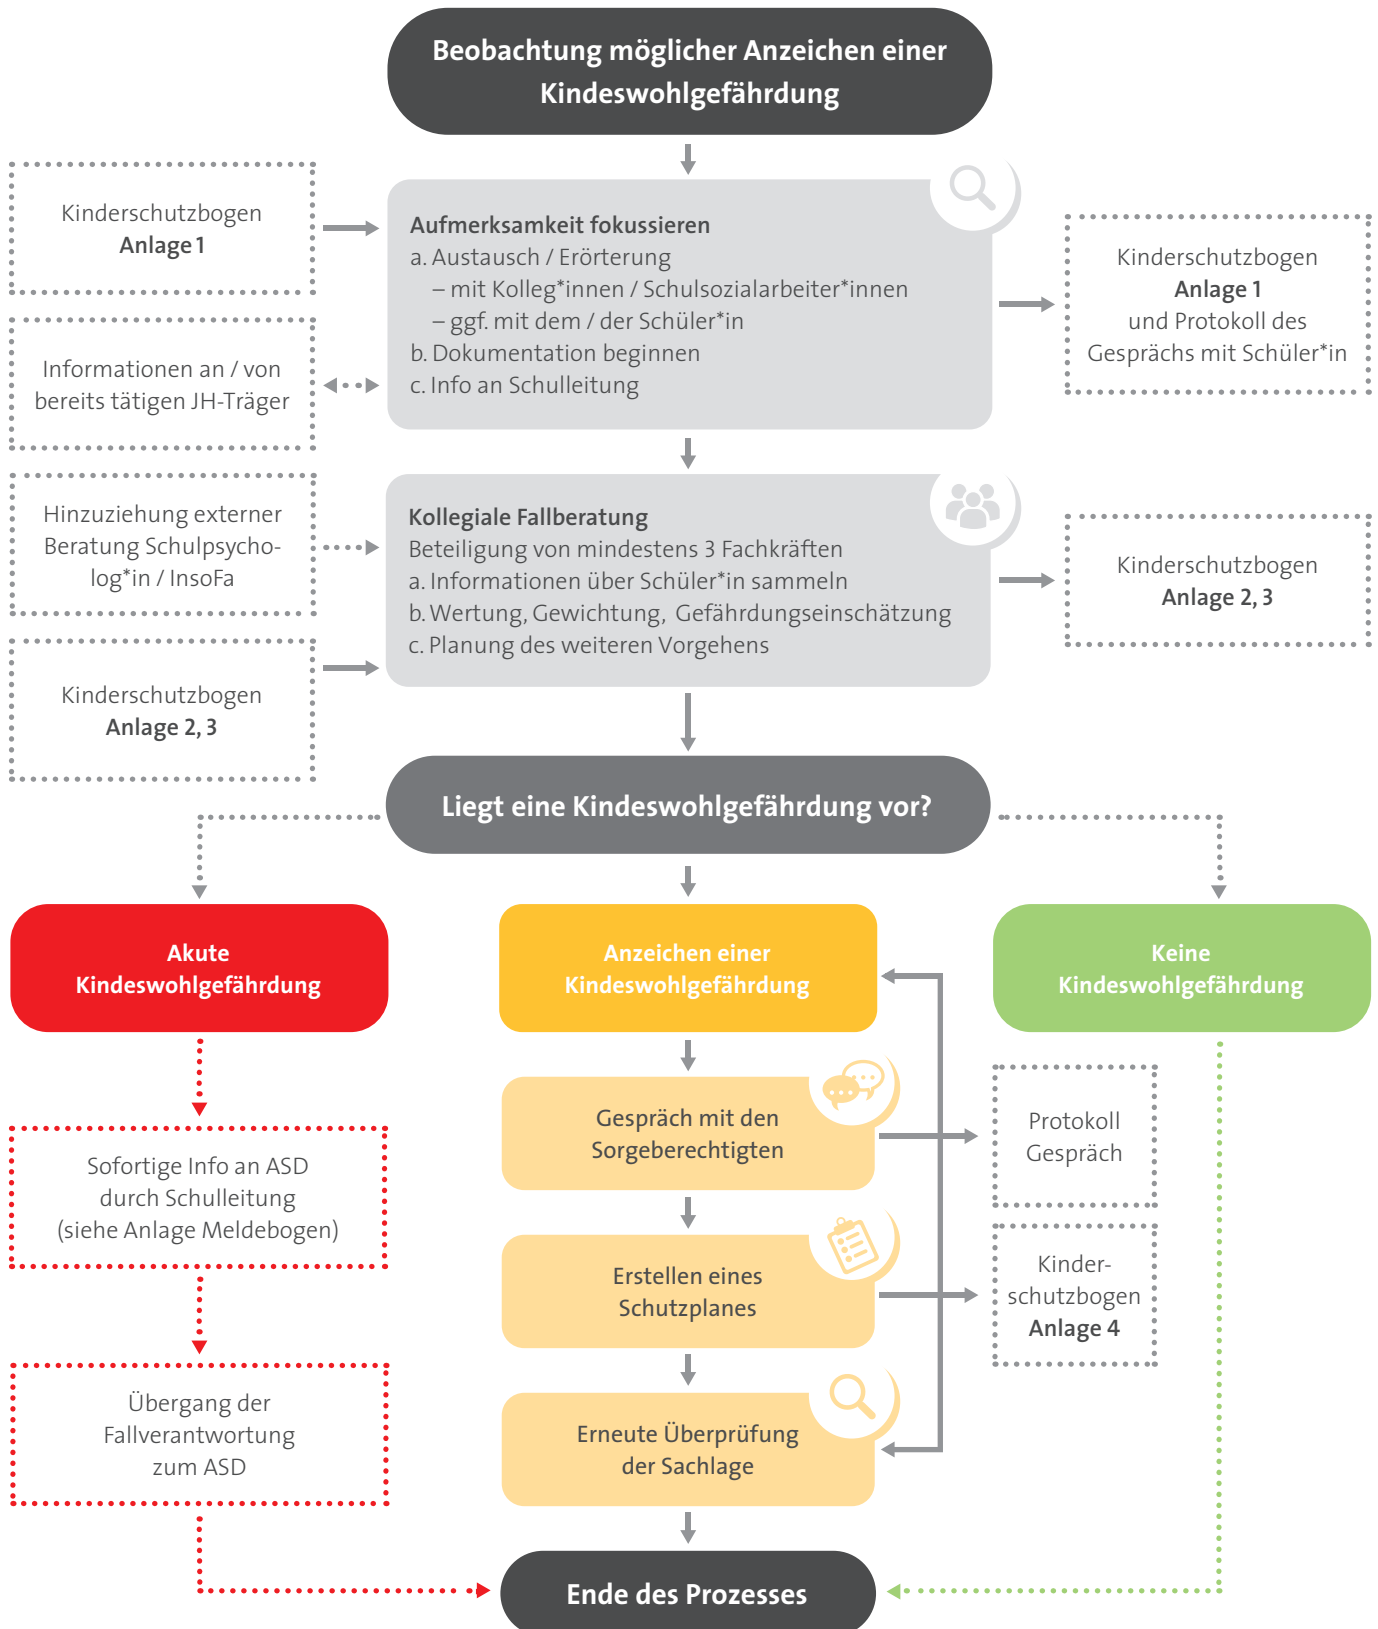 Beobachtung möglicher Anzeichen einer
Kindeswohlgefährdung
Kinderschutzbogen
Anlage 1
Aufmerksamkeit fokussieren
a. Austausch / Erörterung
– mit Kolleg*innen / Schulsozialarbeiter*innen
– ggf. mit dem / der Schüler*in
b. Dokumentation beginnen
c. Info an Schulleitung
Kinderschutzbogen
Anlage 1
und Protokoll des
Gesprächs mit Schüler*in
Informationen an / von
bereits tätigen JH-Träger
Hinzuziehung externer
Beratung Schulpsycho-
log*in / InsoFa
Kollegiale Fallberatung
Beteiligung von mindestens 3 Fachkräften
a. Informationen über Schüler*in sammeln
b. Wertung, Gewichtung, Gefährdungseinschätzung
c. Planung des weiteren Vorgehens
Kinderschutzbogen
Anlage 2, 3
Kinderschutzbogen
Anlage 2, 3
Liegt eine Kindeswohlgefährdung vor?
Akute
Kindeswohlgefährdung
Anzeichen einer
Kindeswohlgefährdung
Keine
Kindeswohlgefährdung
Sofortige Info an ASD
durch Schulleitung
(siehe Anlage Meldebogen)
Gespräch mit den
Sorgeberechtigten
Protokoll
Gespräch
Erstellen eines
Schutzplanes
Kinder-
schutzbogen
Anlage 4
Übergang der
Fallverantwortung
zum ASD
Erneute Überprüfung
der Sachlage
Ende des Prozesses